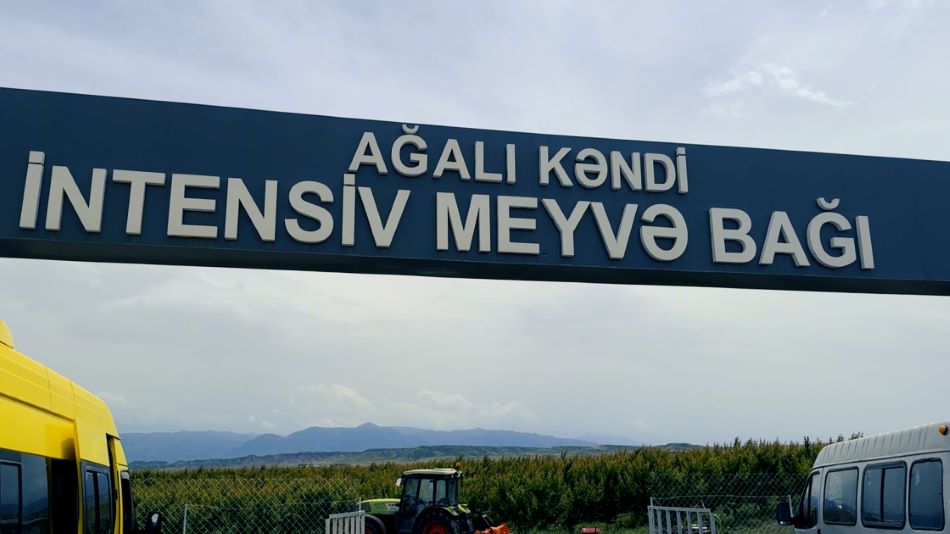 AĞALI KƏNDİ
İNTENSİV MEYVƏ BAĞI